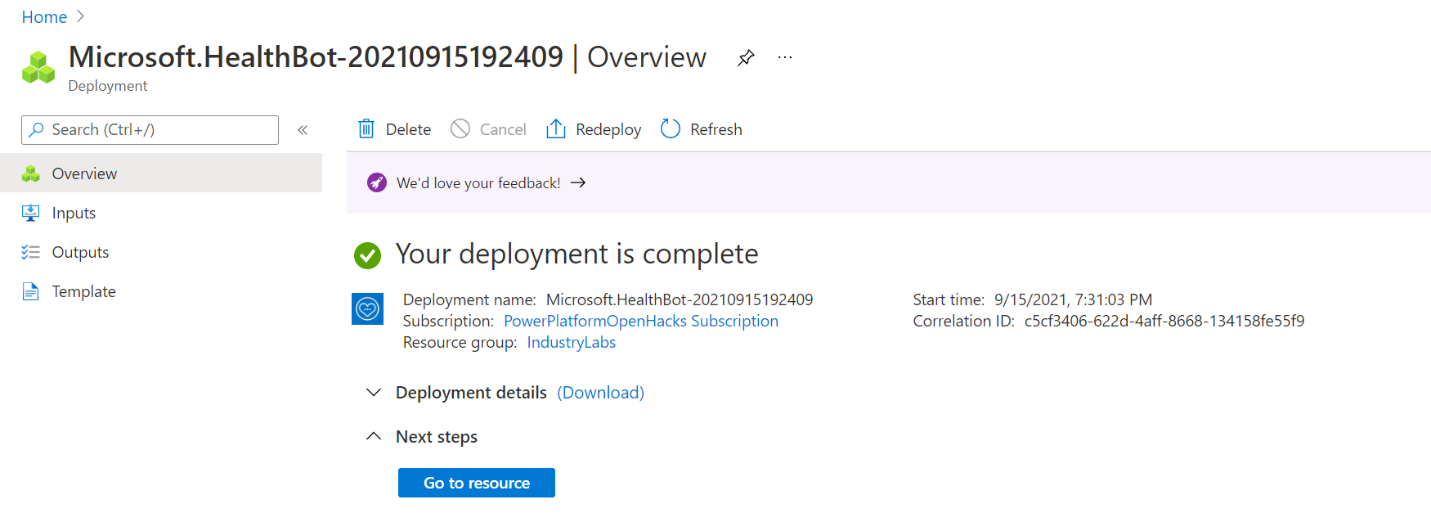 Home >
Microsoft.HealthBot-20210915192409 | Overview ...
Deployment
Search (Ctrl+/) «
Delete Cancel Redeploy Refresh
Overview
Inputs
Outputs
Template
We'd love your feedback! →
Your deployment is complete
Deployment name: Microsoft.HealthBot-20210915192409
Subscription: PowerPlatformOpenHacks Subscription
Resource group: IndustryLabs
Start time: 9/15/2021, 7:31:03 PM
Correlation ID: c5cf3406-622d-4aff-8668-134158fe55f9
Deployment details (Download)
Next steps
Go to resource